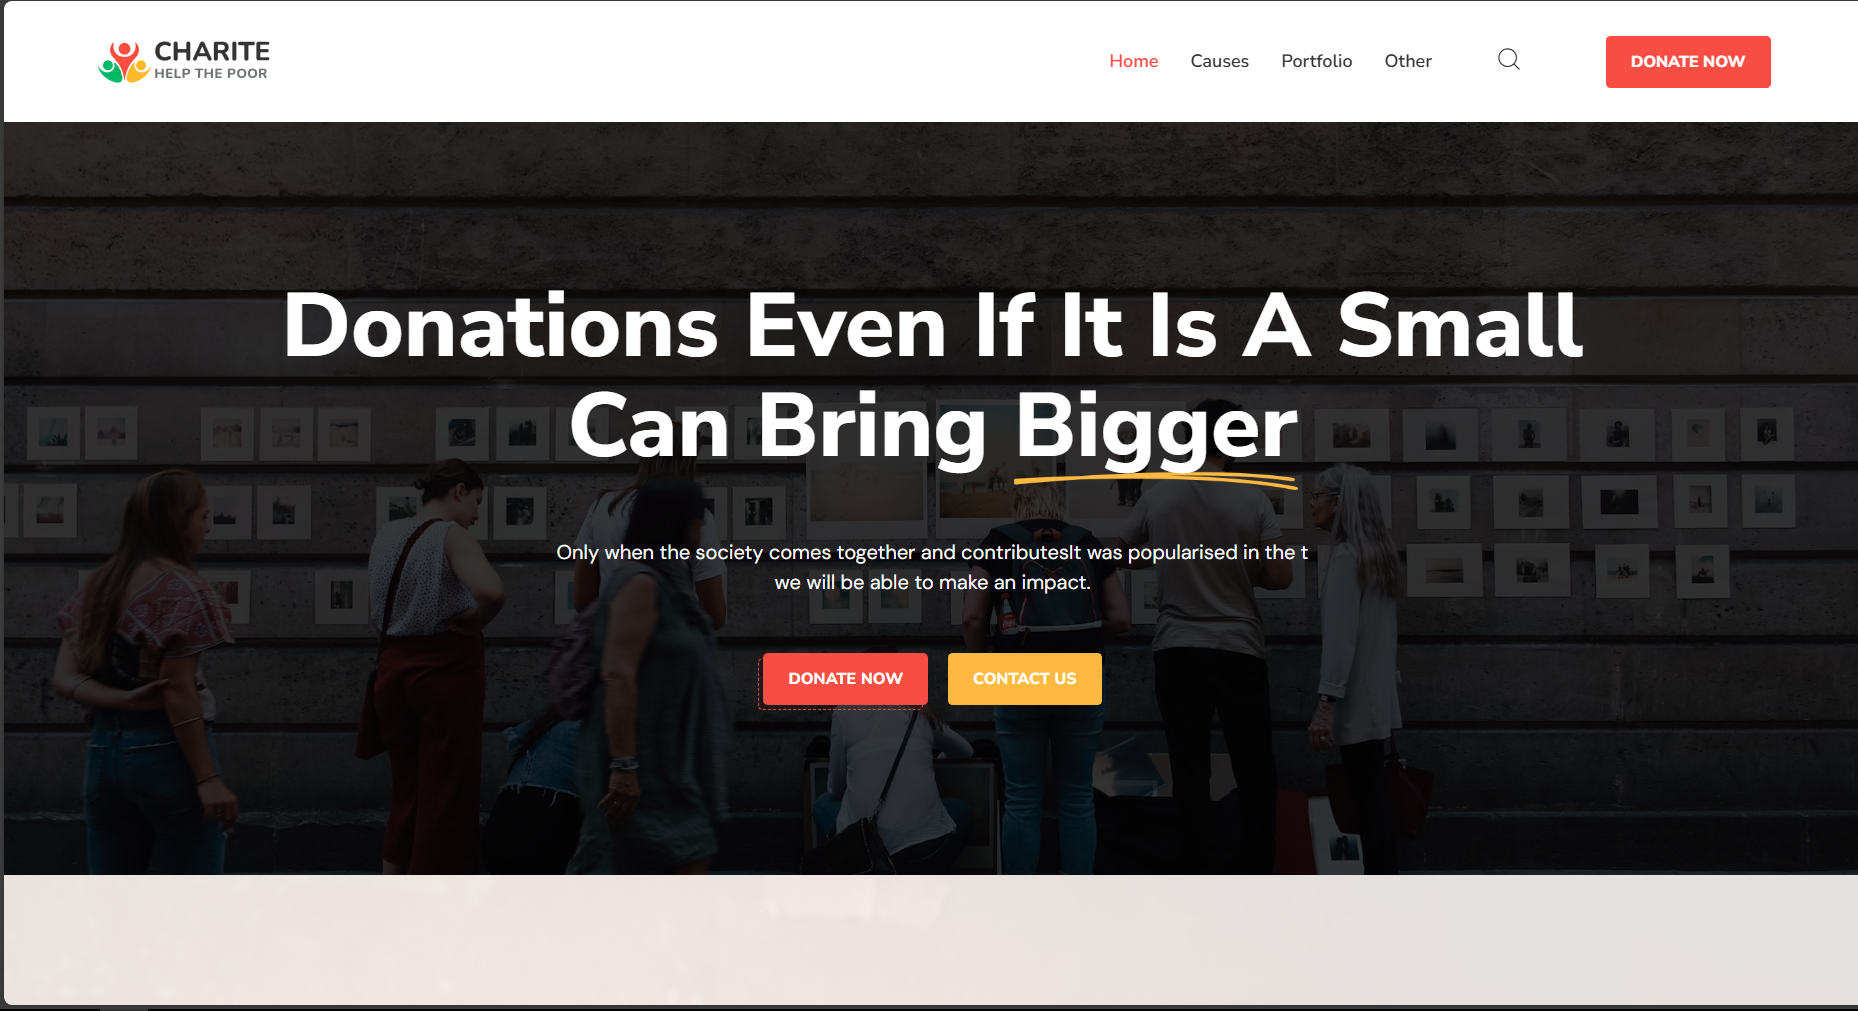 CHARITE
HELP THE POOR
Home
Causes
Portfolio
Other
DONATE NOW
Donations Even If It Is A Small
Can Bring Bigger
Only when the society comes together and contributesIt was popularised in the t
we will be able to make an impact.
DONATE NOW
CONTACT US